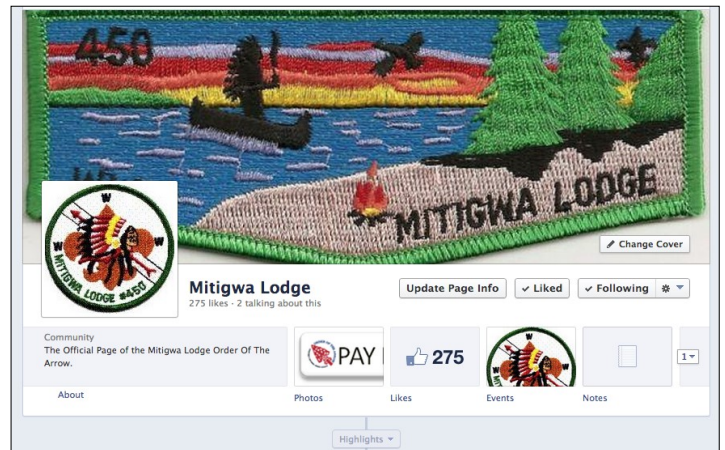 450
WWW
MITIGWA LODGE
Change Cover
W
W
W
MITIGWA LODGE #450
Mitigwa Lodge
275 likes · 2 talking about this
Update Page Info
✓ Liked
✓ Following
Community
The Official Page of the Mitigwa Lodge Order Of The
Arrow.
About
PAY
Photos
275
Likes
Events
Notes
1
Highlights